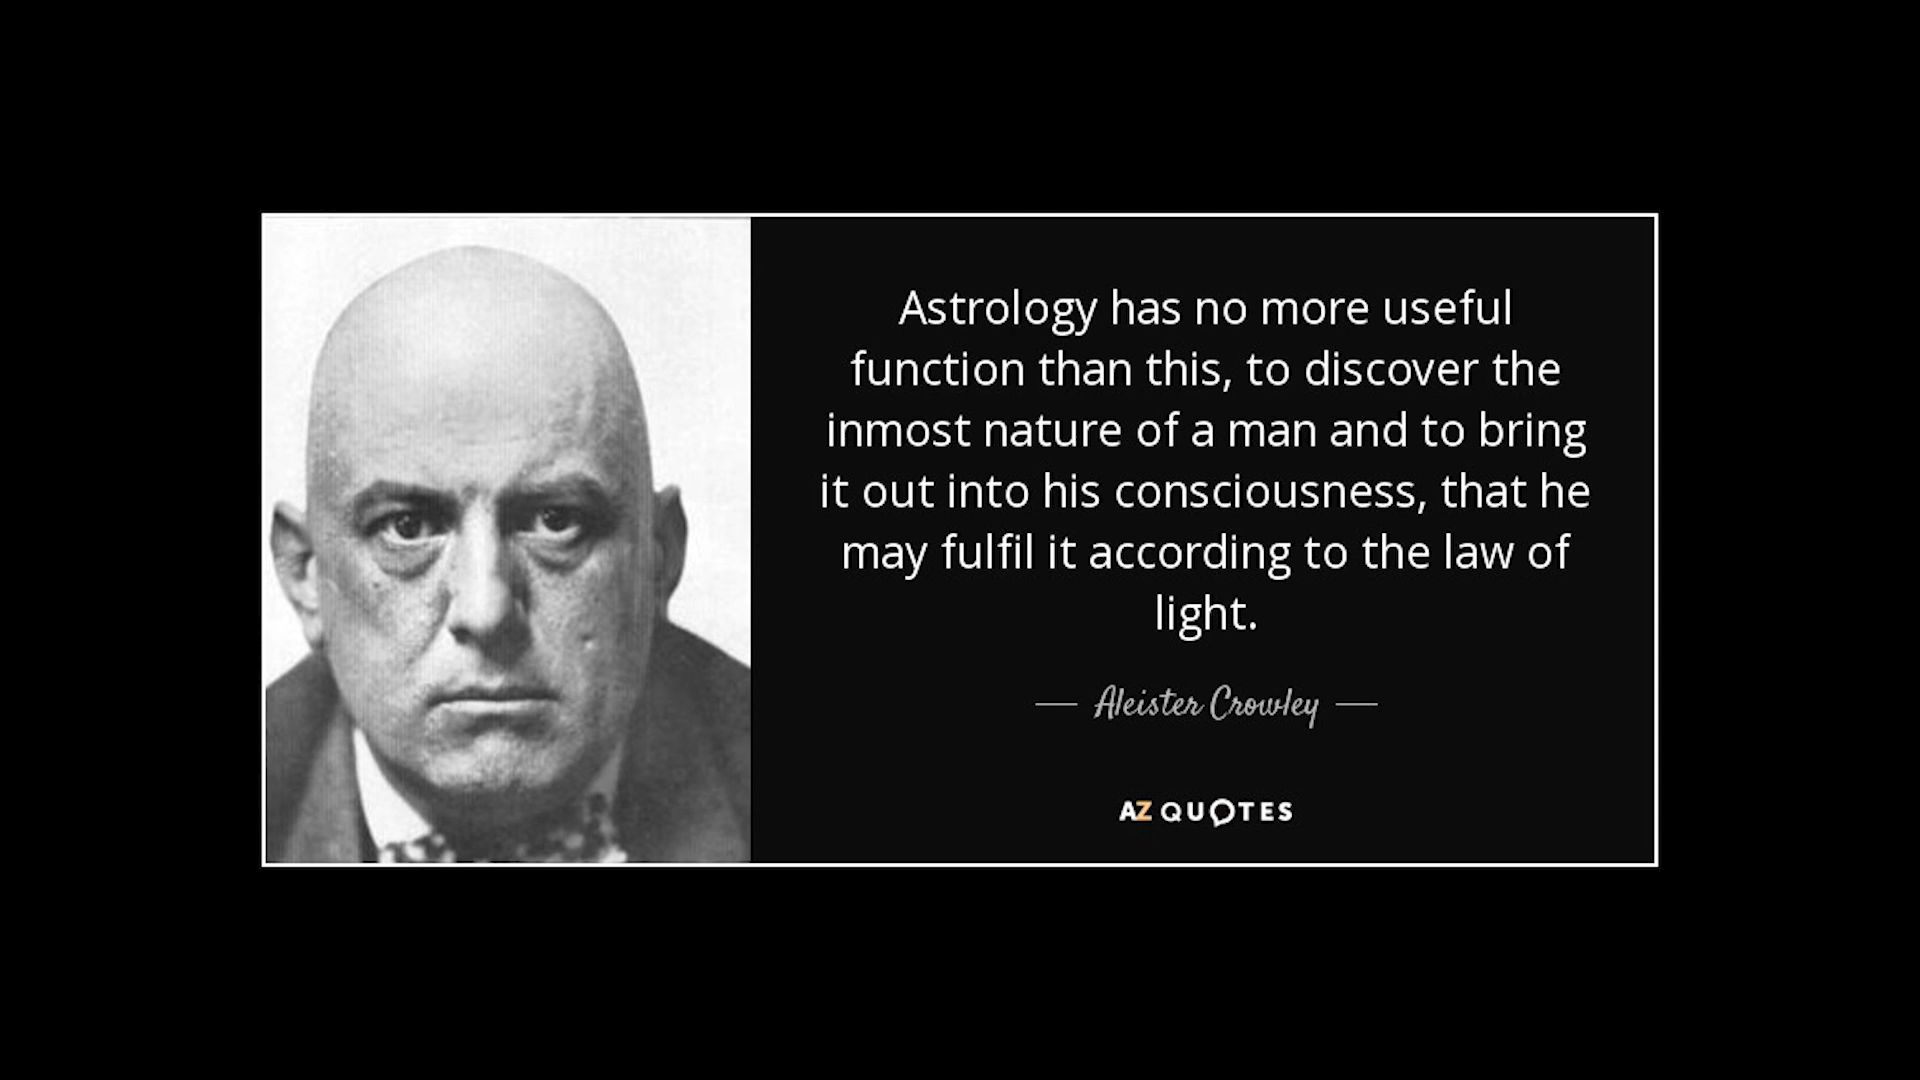 Astrology has no more useful
function than this, to discover the
inmost nature of a man and to bring
it out into his consciousness, that he
may fulfil it according to the law of
light.
— Aleister Crowley —
AZ QUOTES